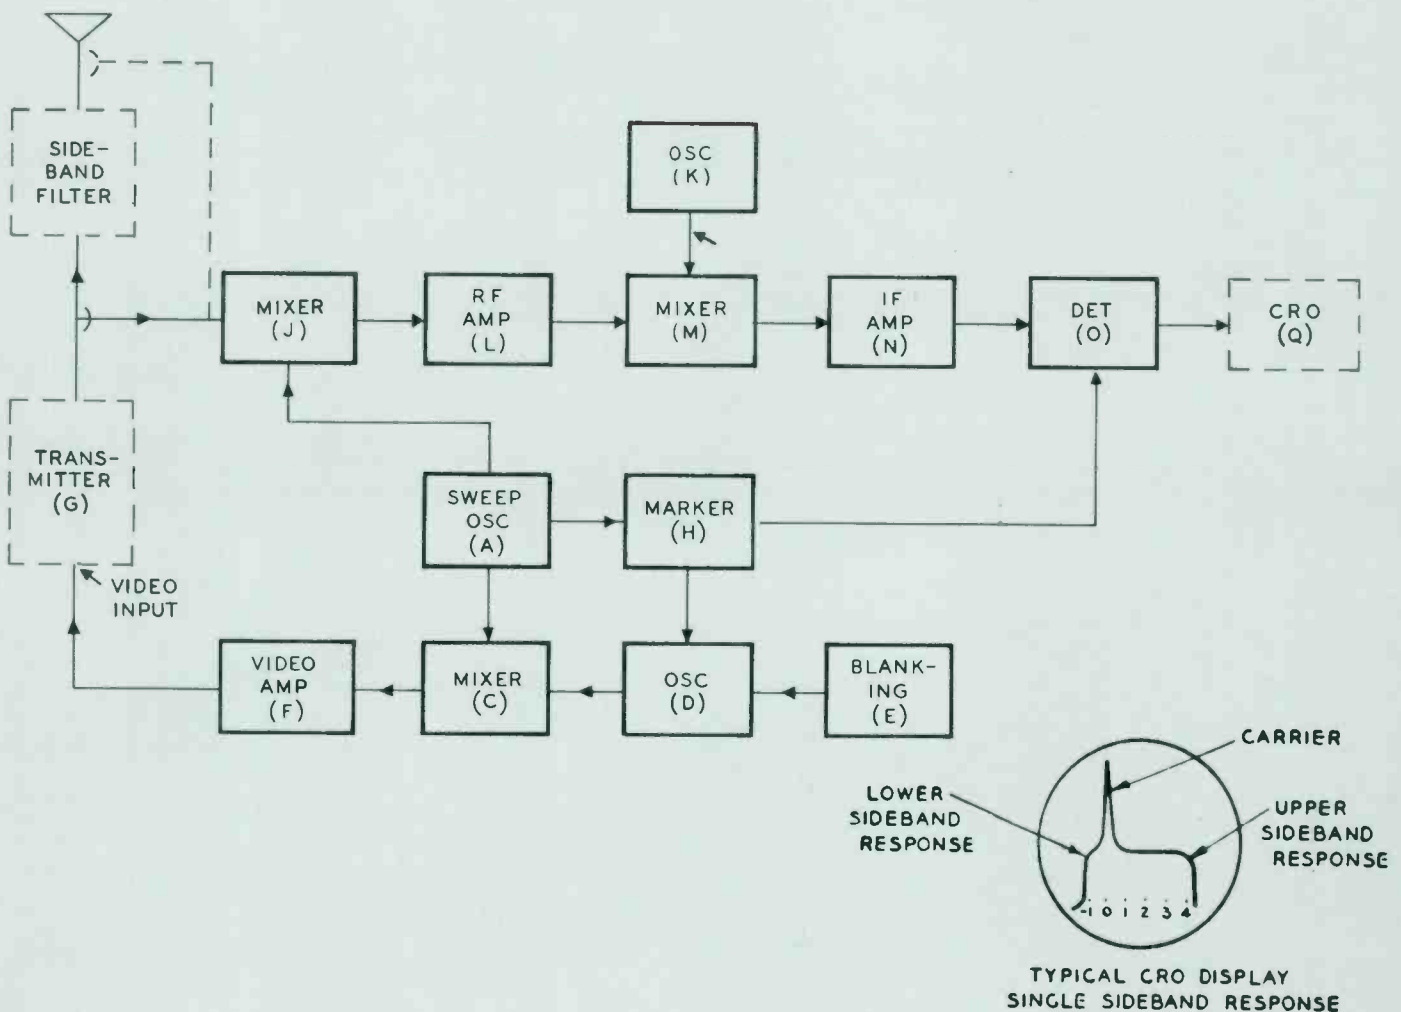 SIDE-
BAND
FILTER
OSC
(K)
MIXER
(J)
RF
AMP
(L)
MIXER
(M)
IF
AMP
(N)
DET
(O)
CRO
(Q)
TRANS-
MITTER
(G)
SWEEP
OSC
(A)
MARKER
(H)
VIDEO
INPUT
VIDEO
AMP
(F)
MIXER
(C)
OSC
(D)
BLANK-
ING
(E)
CARRIER
LOWER
SIDEBAND
RESPONSE
UPPER
SIDEBAND
RESPONSE
-1 0 1 2 3 4
TYPICAL CRO DISPLAY
SINGLE SIDEBAND RESPONSE